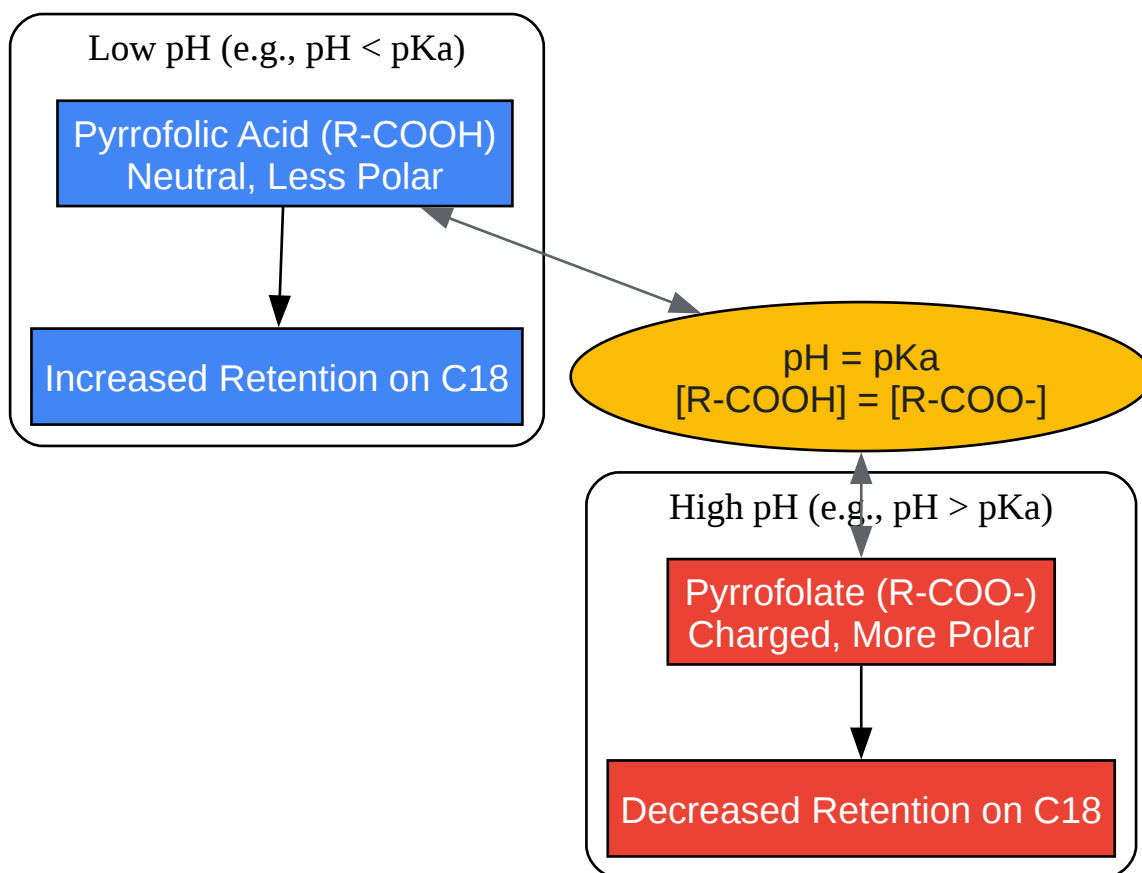 Low pH (e.g., pH < pKa)
Pyrrofolic Acid (R-COOH)
Neutral, Less Polar
Increased Retention on C18
pH = pKa
[R-COOH] = [R-COO-]
High pH (e.g., pH > pKa)
Pyrrofolate (R-COO-)
Charged, More Polar
Decreased Retention on C18